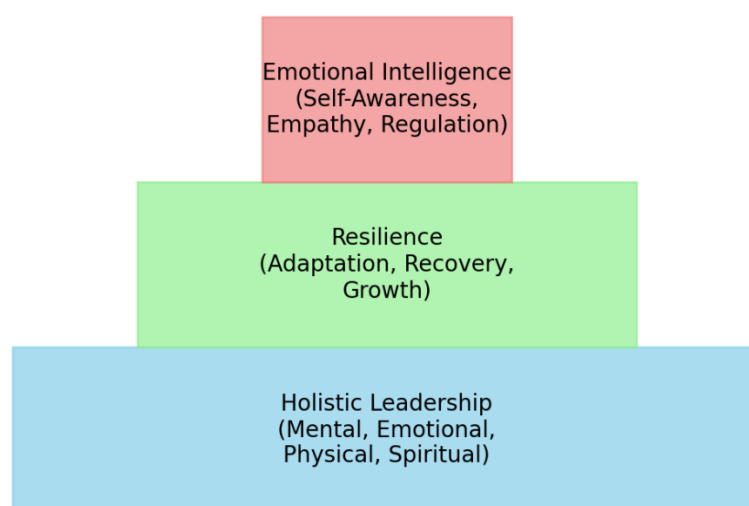 Emotional Intelligence
(Self-Awareness,
Empathy, Regulation)
Resilience
(Adaptation, Recovery,
Growth)
Holistic Leadership
(Mental, Emotional,
Physical, Spiritual)